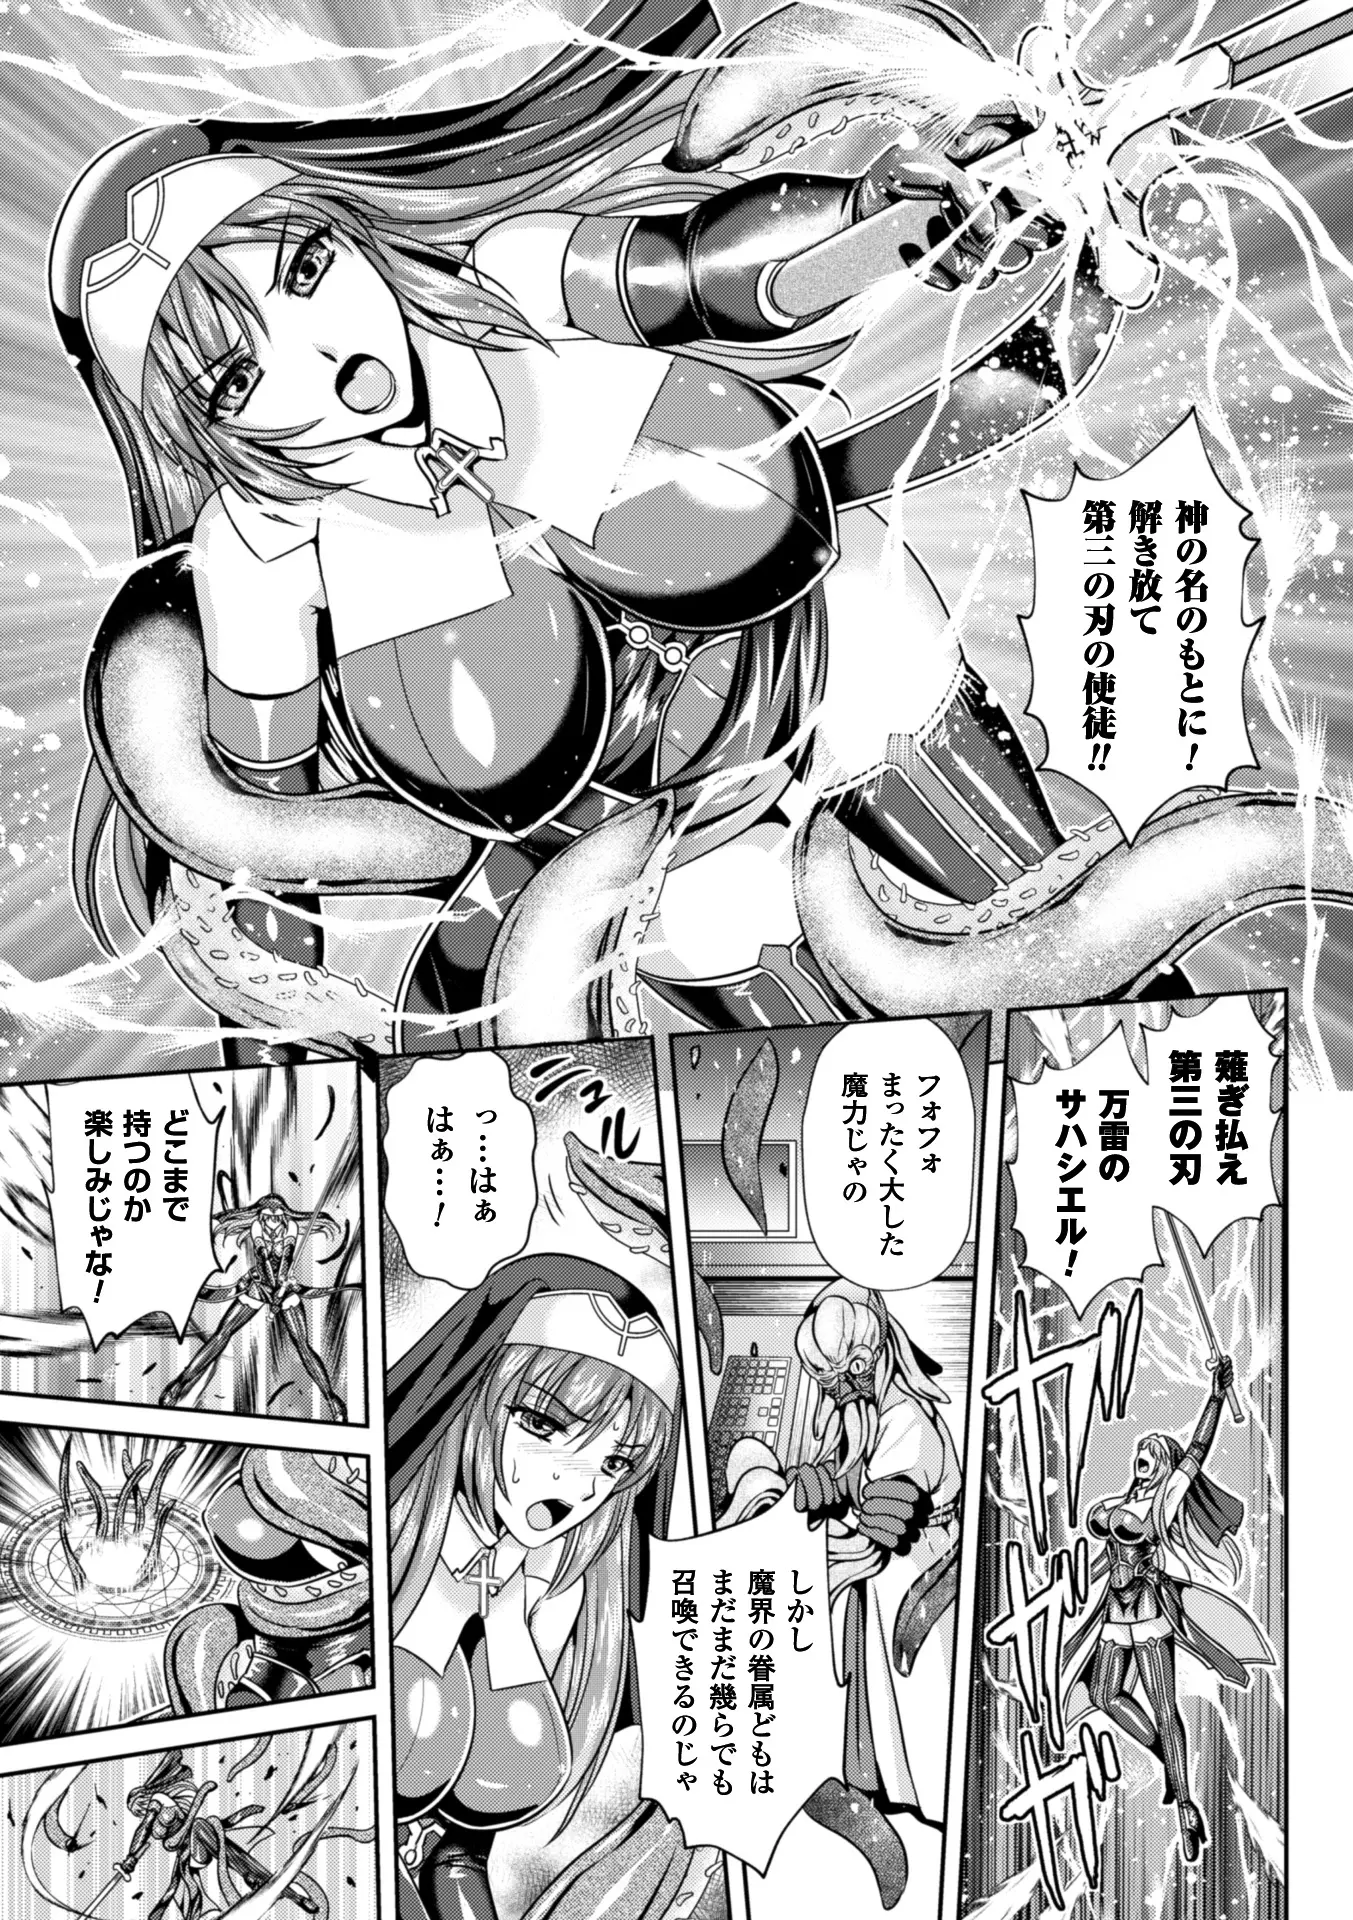 神の名のもとに！
解き放て
第三の刃の使徒!!
薙ぎ払え
第三の刃
万雷の
サハシエル！
ガガガ
フォフォ
まったく大した
魔力じゃの
しかし
魔界の眷属どもは
まだまだ幾らでも
召喚できるのじゃ
ズズル
っ…はぁ
はぁ…！
どこまで
持つのか
楽しみじゃな！